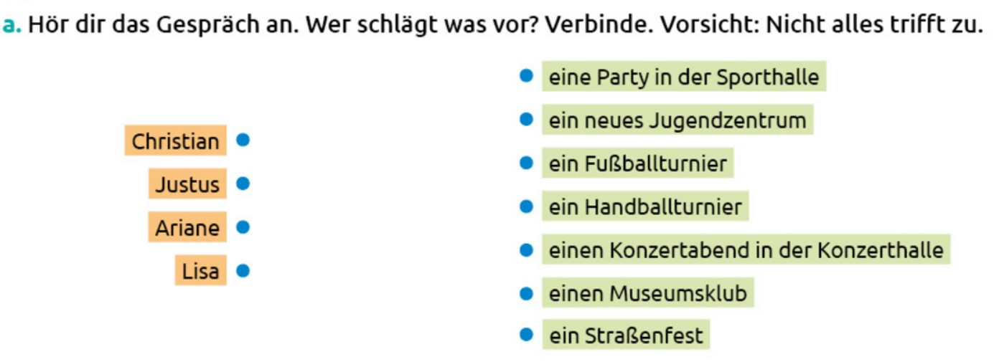 a. Hör dir das Gespräch an. Wer schlägt was vor? Verbinde. Vorsicht: Nicht alles trifft zu.
Christian
Justus
Ariane
Lisa
eine Party in der Sporthalle
ein neues Jugendzentrum
ein Fußballturnier
ein Handballturnier
einen Konzertabend in der Konzerthalle
einen Museumsklub
ein Straßenfest